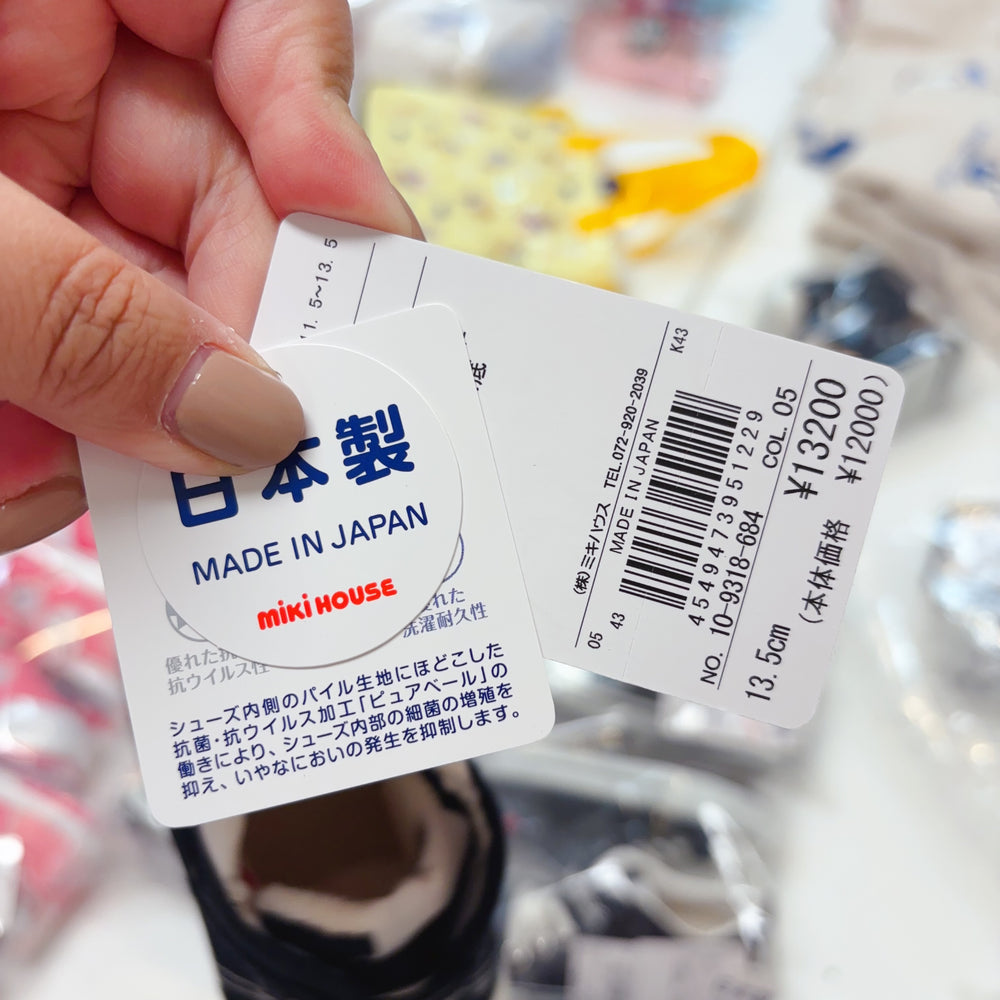 日本製
MADE IN JAPAN
miki HOUSE
優れた抗
抗ウイルス性
れた
洗濯耐久性
シューズ内側のパイル生地にほどこした
抗菌・抗ウイルス加工「ピュアベール」の
働きにより、シューズ内部の細菌の増殖を
抑え、いやなにおいの発生を抑制します。
11.5~13.5
(株)ミキハウス TEL.072-920-2039
05 43 MADE IN JAPAN K43
4549473951229
NO. 10-9318-684 COL. 05
13.5cm ¥13200
(本体価格 ¥12000)